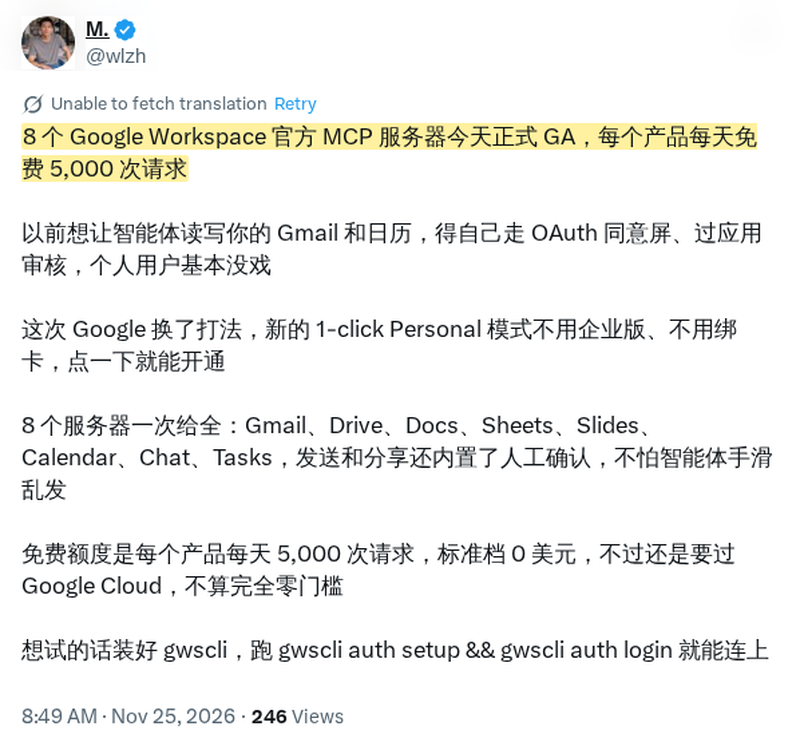 M.
@wlzh
Unable to fetch translation Retry
8 个 Google Workspace 官方 MCP 服务器今天正式 GA，每个产品每天免
费 5,000 次请求
以前想让智能体读写你的 Gmail 和日历，得自己走 OAuth 同意屏、过应用
审核，个人用户基本没戏
这次 Google 换了打法，新的 1-click Personal 模式不用企业版、不用绑
卡，点一下就能开通
8 个服务器一次给全：Gmail、Drive、Docs、Sheets、Slides、
Calendar、Chat、Tasks，发送和分享还内置了人工确认，不怕智能体手滑
乱发
免费额度是每个产品每天 5,000 次请求，标准档 0 美元，不过还是要过
Google Cloud，不算完全零门槛
想试的话装好 gwscli，跑 gwscli auth setup && gwscli auth login 就能连上
8:49 AM · Nov 25, 2026 · 246 Views